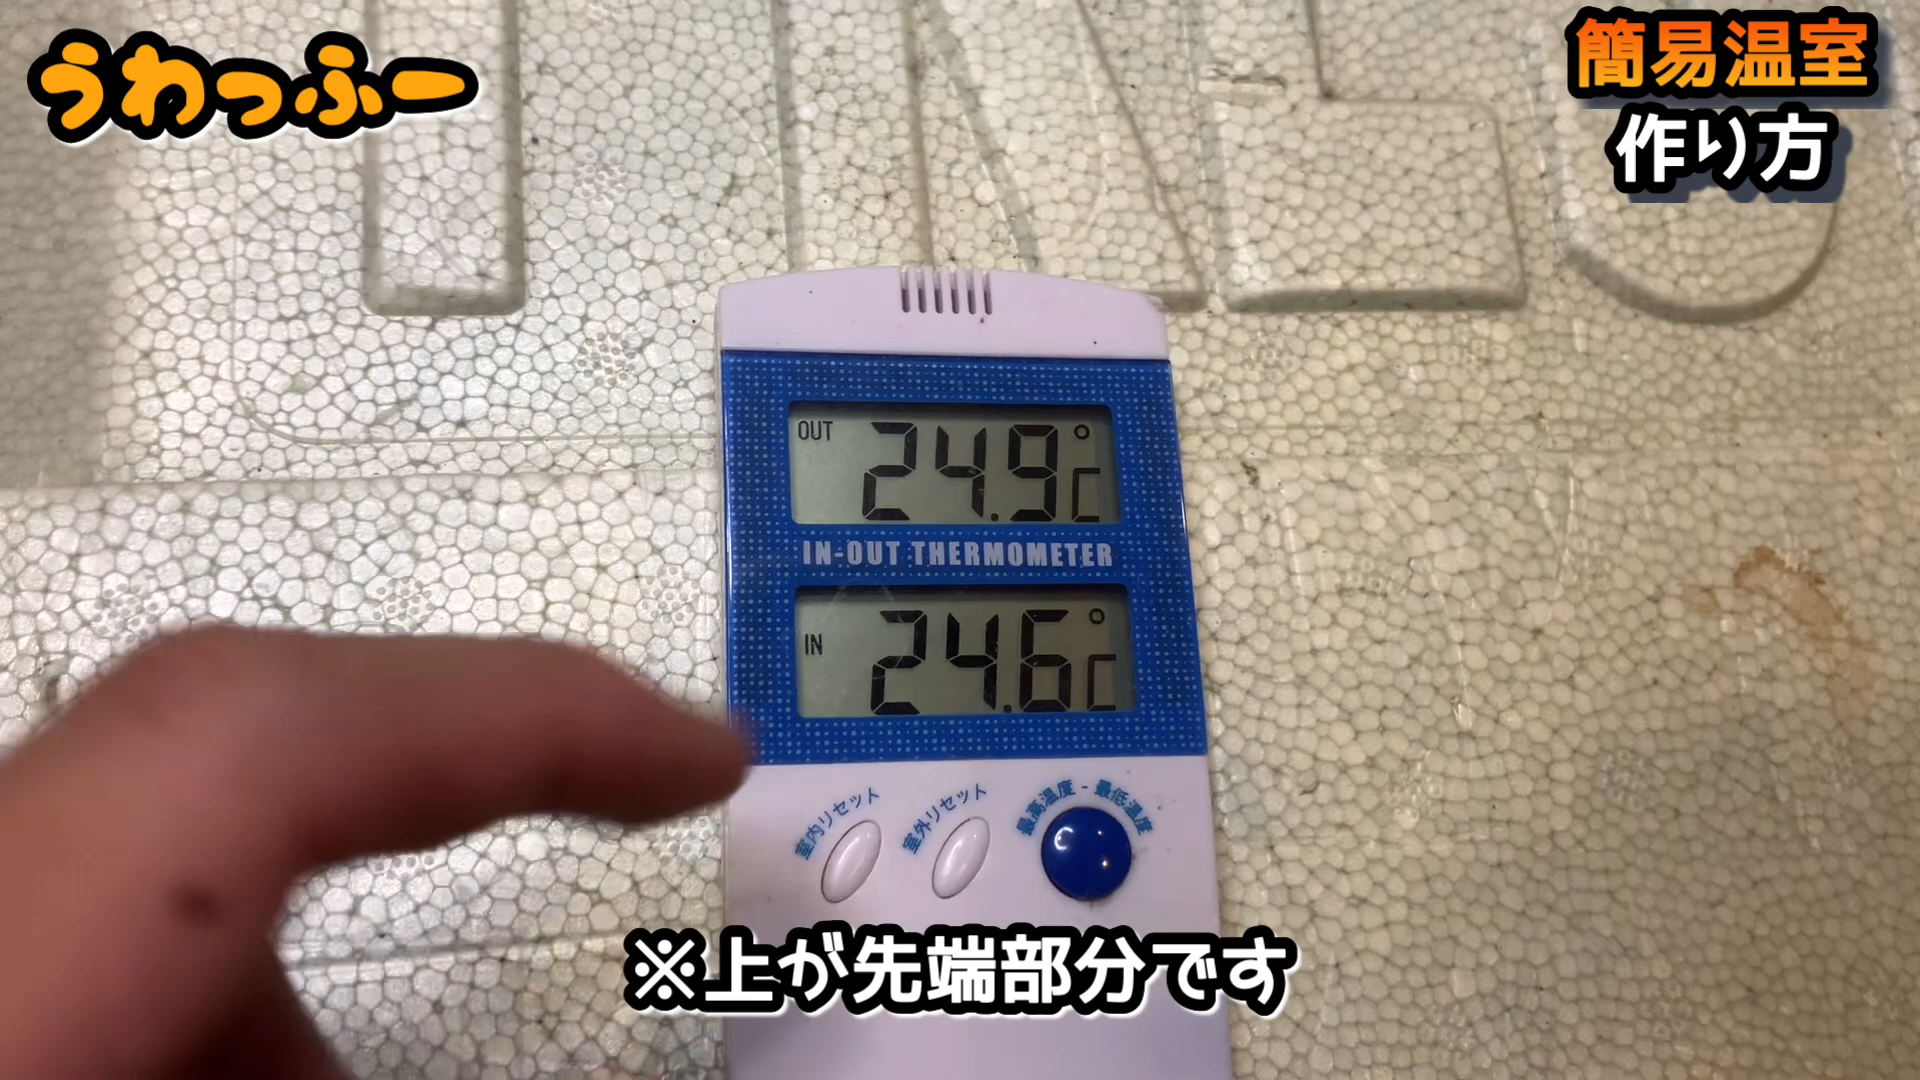 うわっふー
簡易温室
作り方
OUT 24.9°C
IN-OUT THERMOMETER
IN 24.6°C
室内リセット
室外リセット
最高温度 - 最低温度
※上が先端部分です